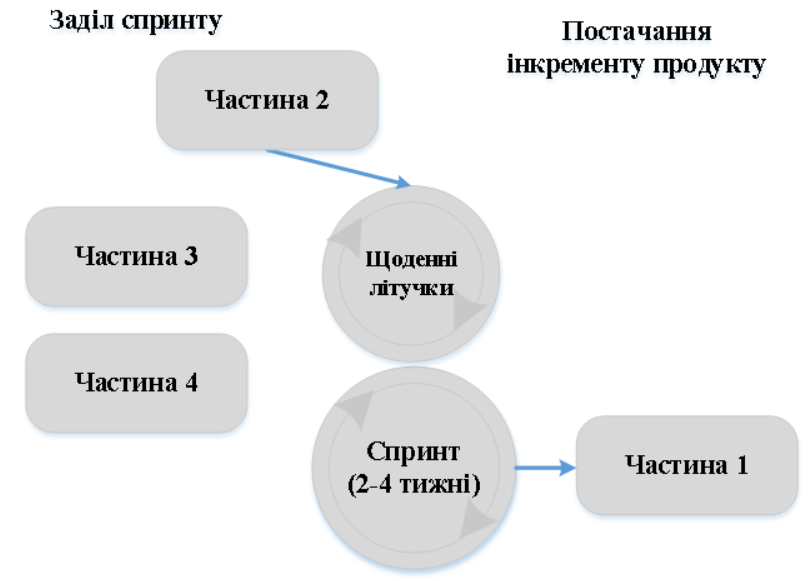 Заділ спринту
Постачання
інкременту продукту
Частина 2
Частина 3
Щоденні
літучки
Частина 4
Спринт
(2-4 тижні)
Частина 1